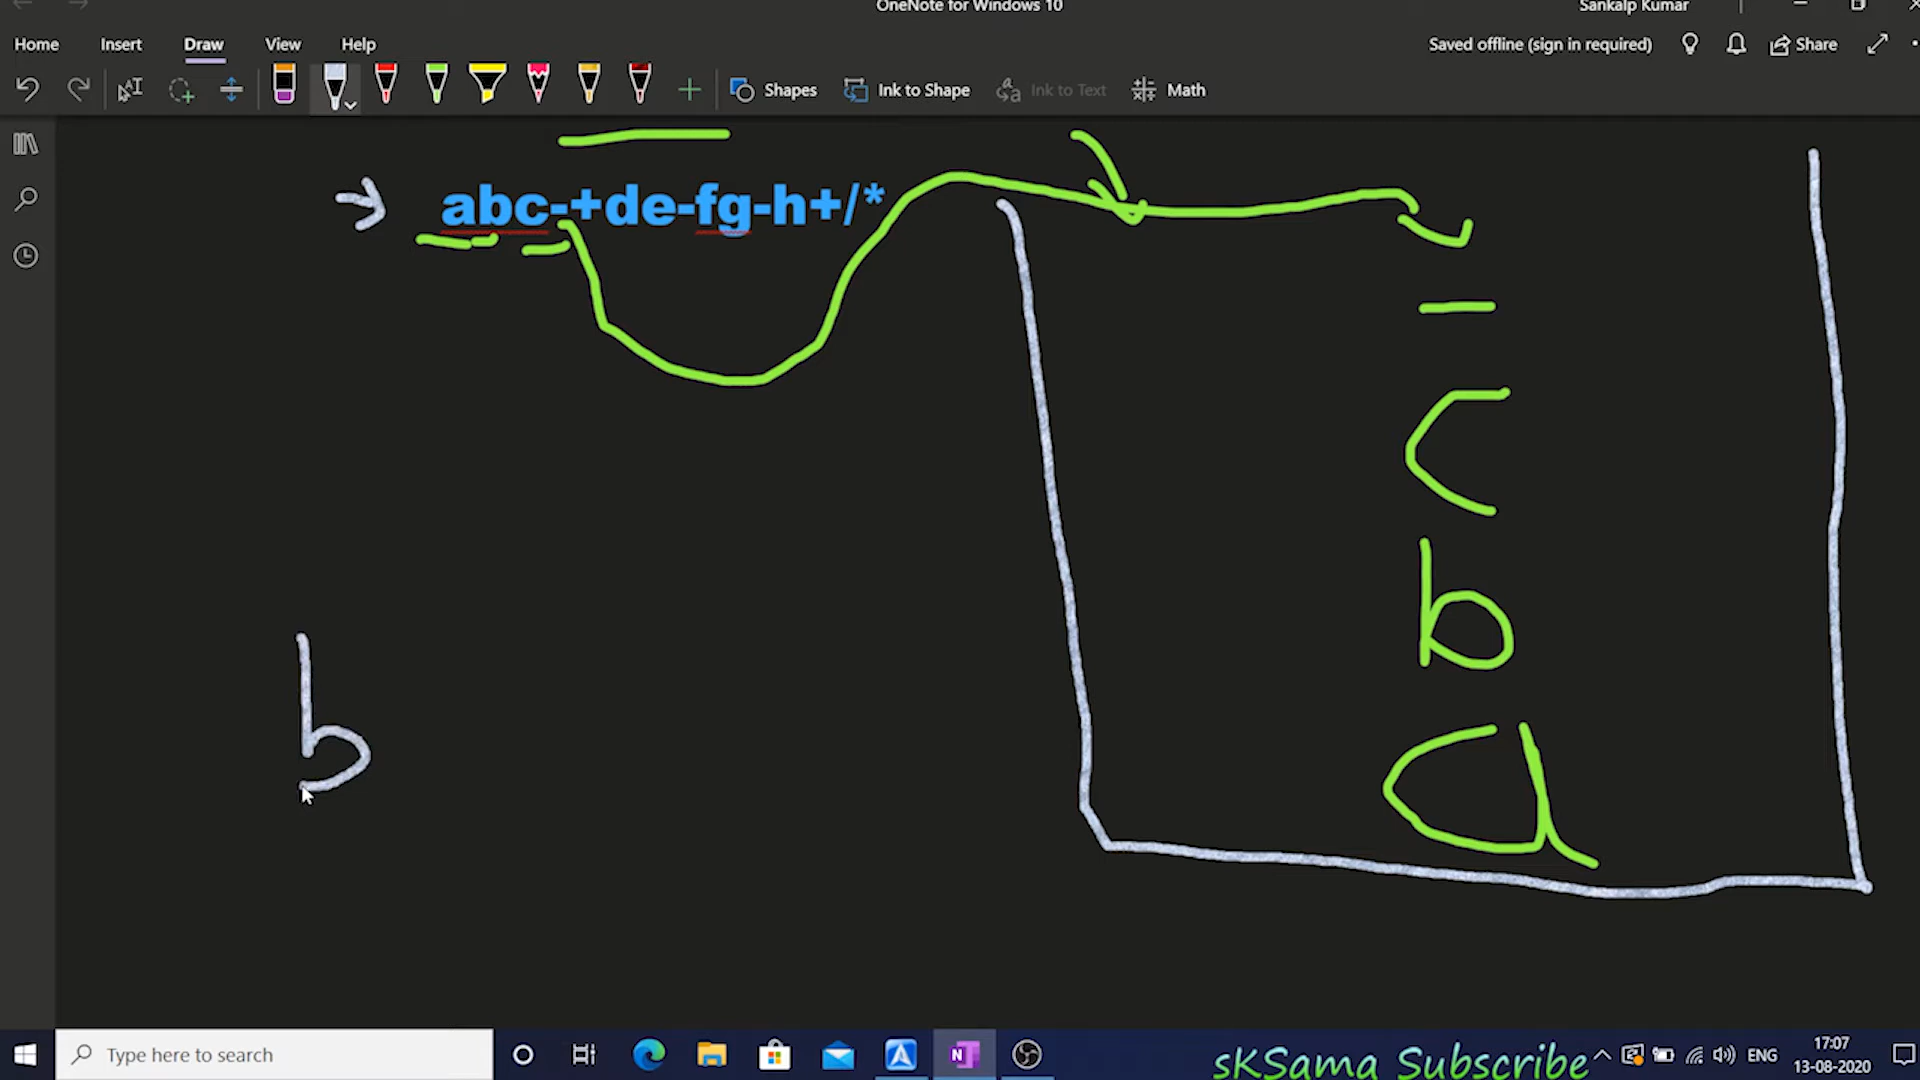 OneNote for Windows 10
Sankalp Kumar
Home Insert Draw View Help
Saved offline (sign in required)
Share
Shapes Ink to Shape Ink to Text Math
abc-+de-fg-h+/*
-
c
b
a
b
Type here to search
sKSama Subscribe
ENG
17:07
13-08-2020